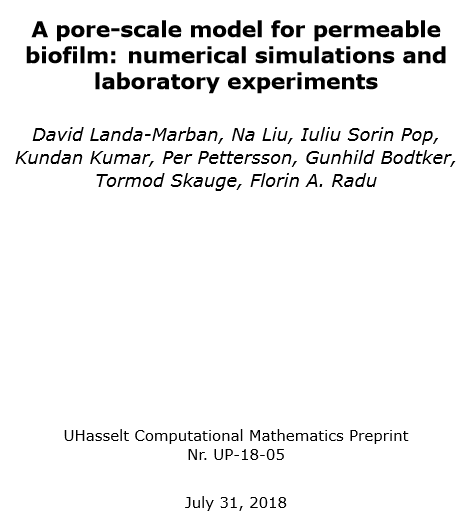 A pore-scale model for permeable
biofilm: numerical simulations and
laboratory experiments
David Landa-Marban, Na Liu, Iuliu Sorin Pop,
Kundan Kumar, Per Pettersson, Gunhild Bodtker,
Tormod Skauge, Florin A. Radu
UHasselt Computational Mathematics Preprint
Nr. UP-18-05
July 31, 2018